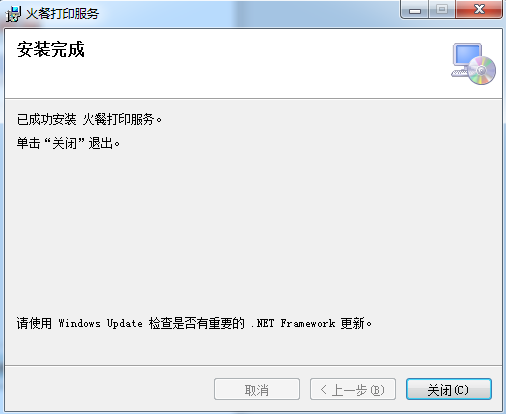 火餐打印服务
安装完成
已成功安装 火餐打印服务。
单击“关闭”退出。
请使用 Windows Update 检查是否有重要的 .NET Framework 更新。
取消
< 上一步(B)
关闭(C)